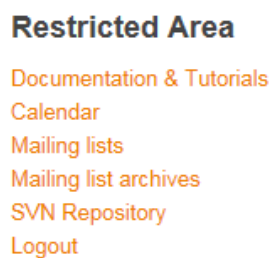 Restricted Area
Documentation & Tutorials
Calendar
Mailing lists
Mailing list archives
SVN Repository
Logout